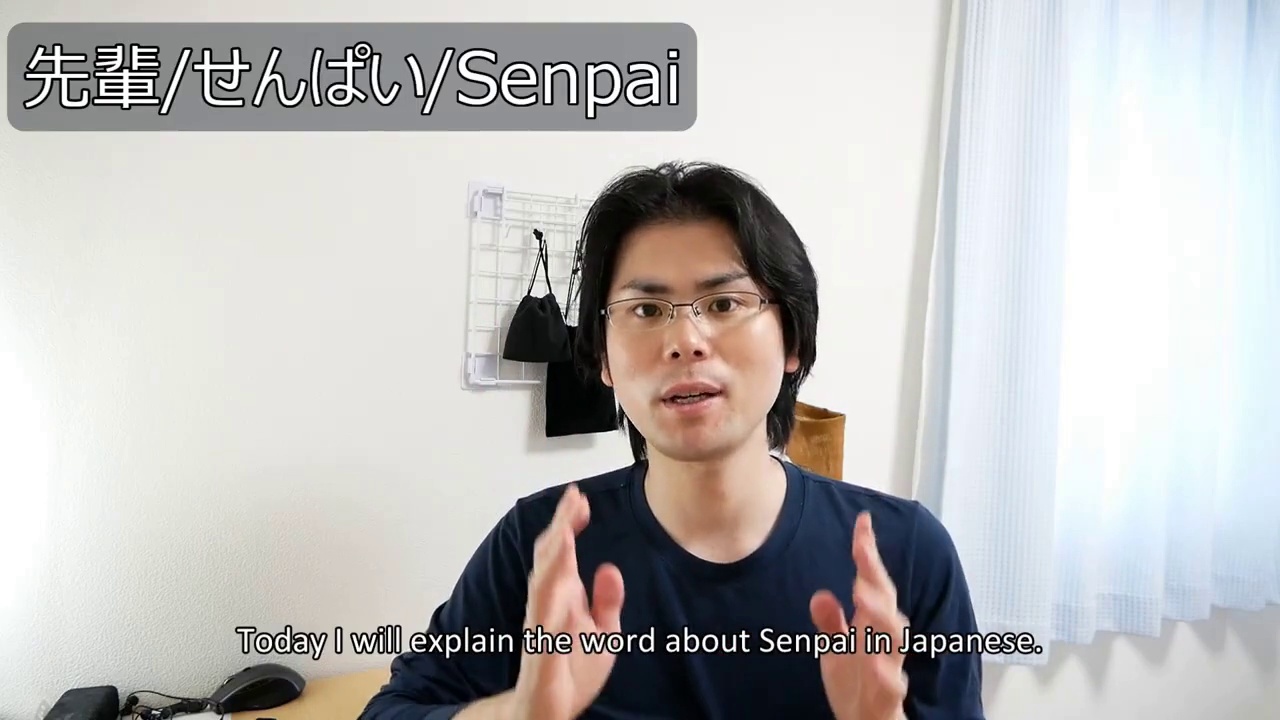 先輩/せんぱい/Senpai
Today I will explain the word about Senpai in Japanese.